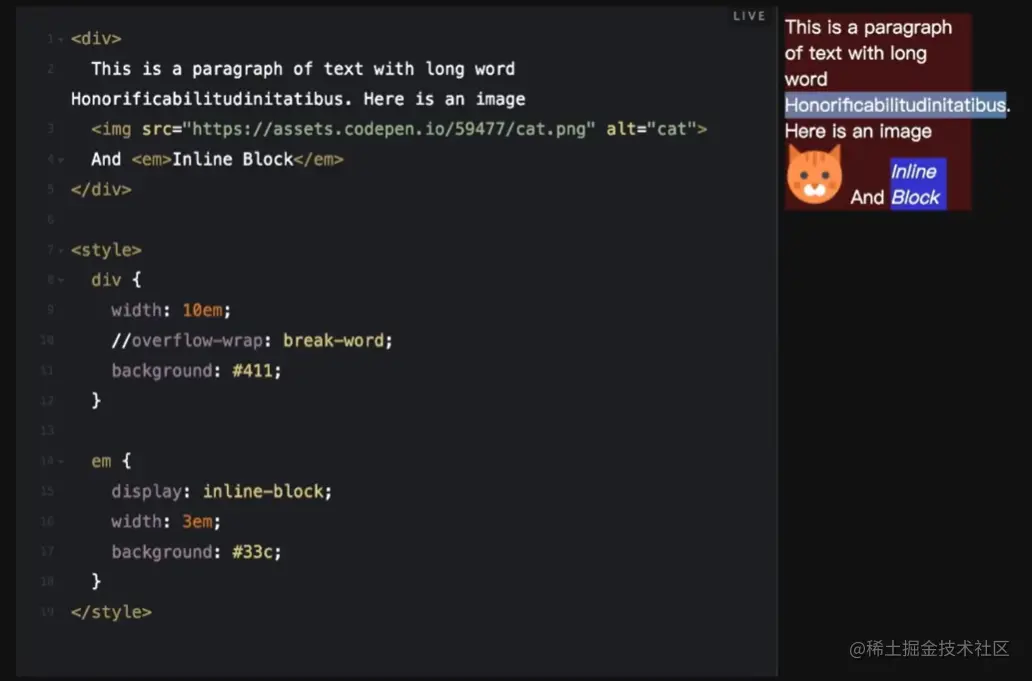 LIVE
1 <div>
2 This is a paragraph of text with long word
Honorificabilitudinitatibus. Here is an image
3 <img src="https://assets.codepen.io/59477/cat.png" alt="cat">
4 And <em>Inline Block</em>
5 </div>
6
7 <style>
8 div {
9 width: 10em;
10 //overflow-wrap: break-word;
11 background: #411;
12 }
13
14 em {
15 display: inline-block;
16 width: 3em;
17 background: #33c;
18 }
19 </style>
This is a paragraph
of text with long
word
Honorificabilitudinitatibus.
Here is an image
Inline
And Block
@稀土掘金技术社区